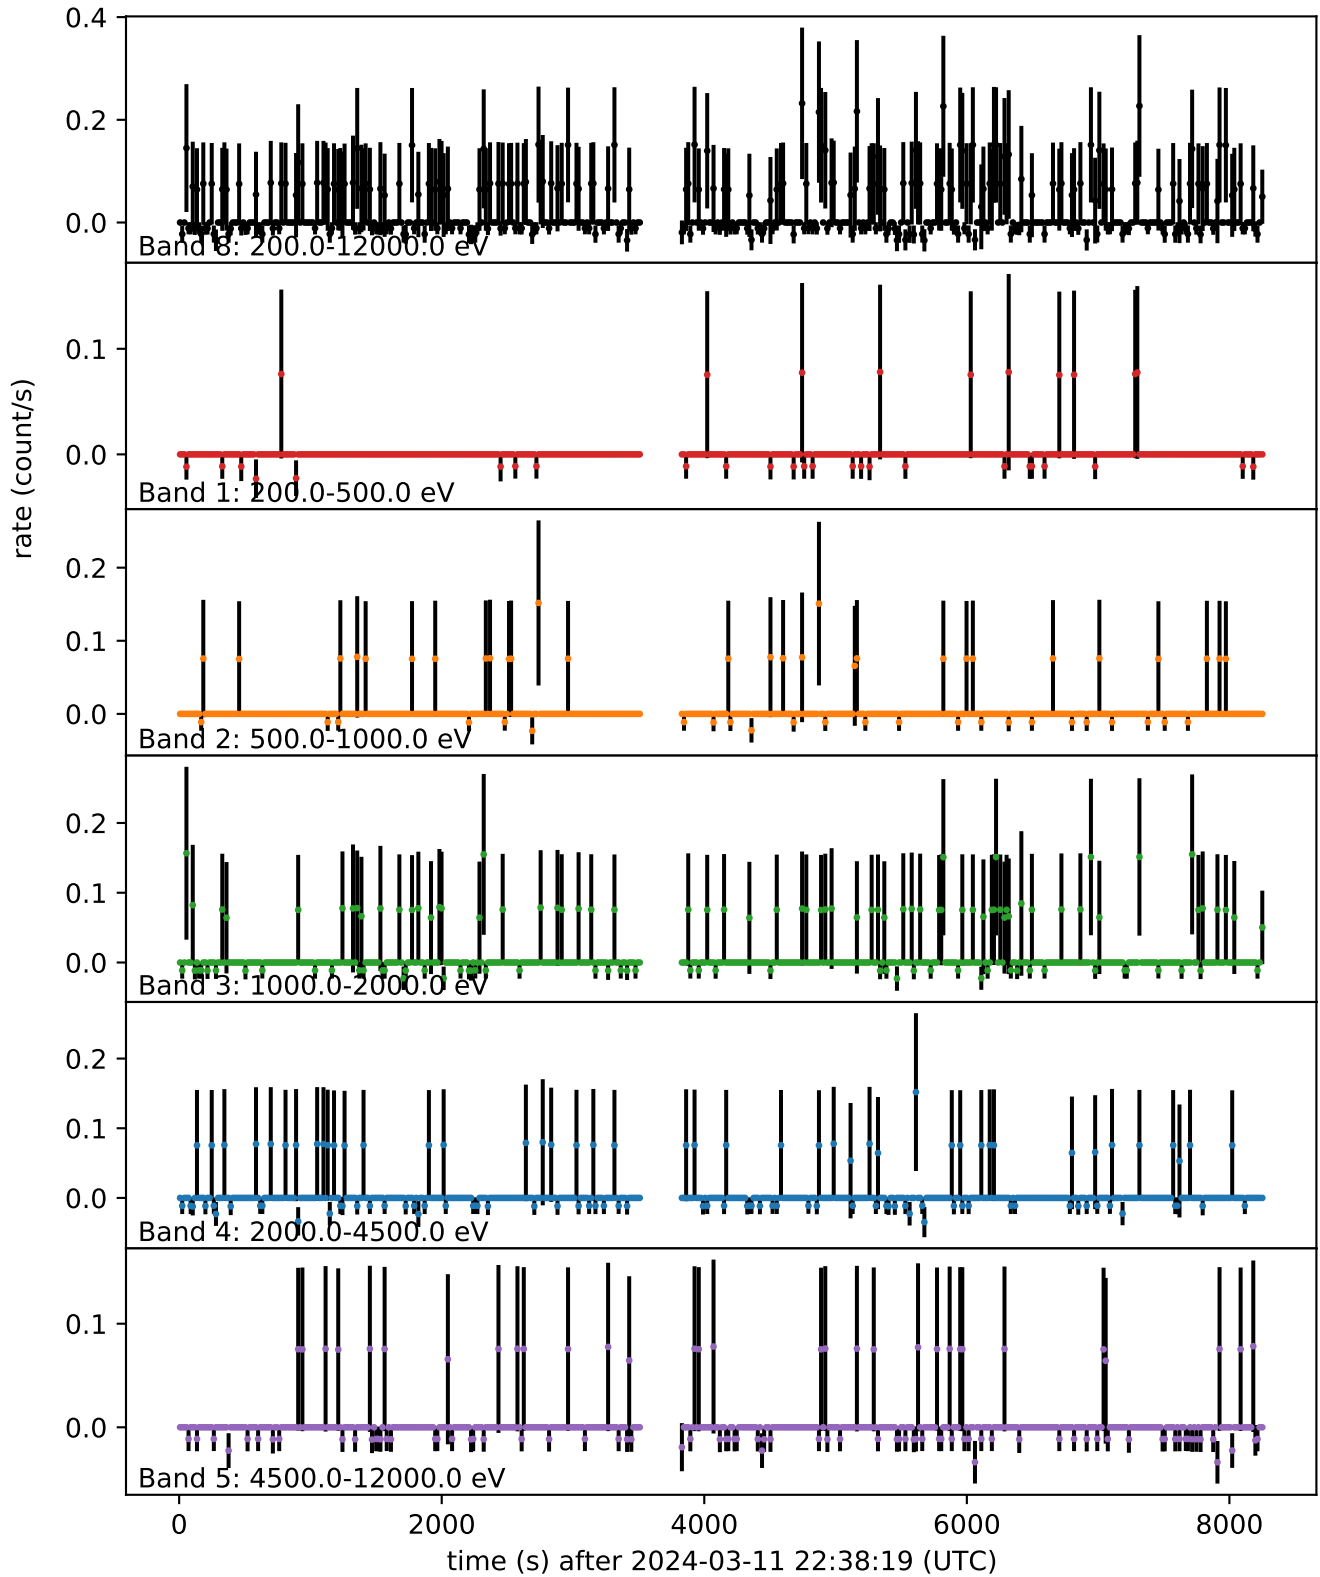 0.4
0.2
0.0
Band 8: 200.0-12000.0 eV
0.1
0.0
Band 1: 200.0-500.0 eV
rate (count/s)
0.2
0.1
0.0
Band 2: 500.0-1000.0 eV
0.2
0.1
0.0
Band 3: 1000.0-2000.0 eV
0.2
0.1
0.0
Band 4: 2000.0-4500.0 eV
0.1
0.0
Band 5: 4500.0-12000.0 eV
0 2000 4000 6000 8000
time (s) after 2024-03-11 22:38:19 (UTC)